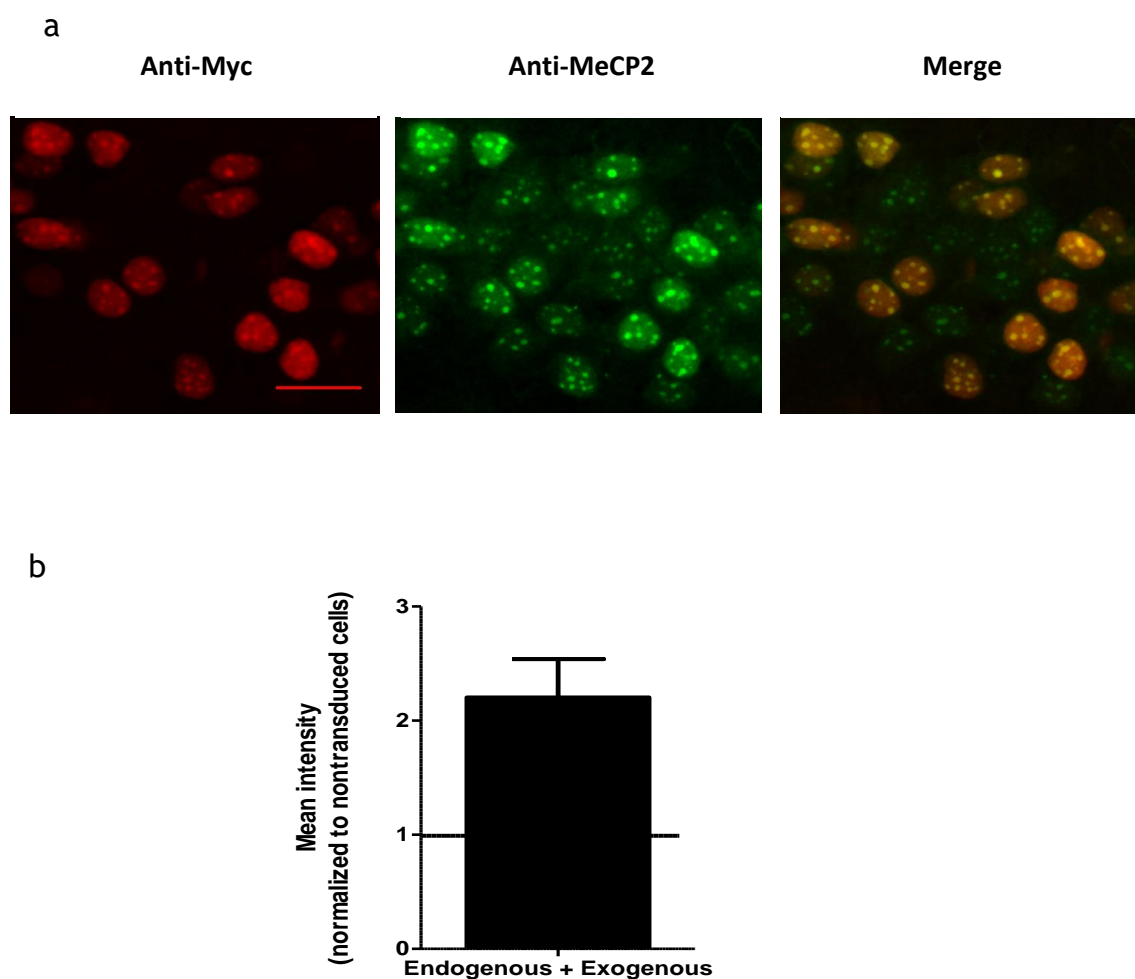 a
Anti-Myc
Anti-MeCP2
Merge
b
Mean intensity
(normalized to nontransduced cells)
3
2
1
0
Endogenous + Exogenous